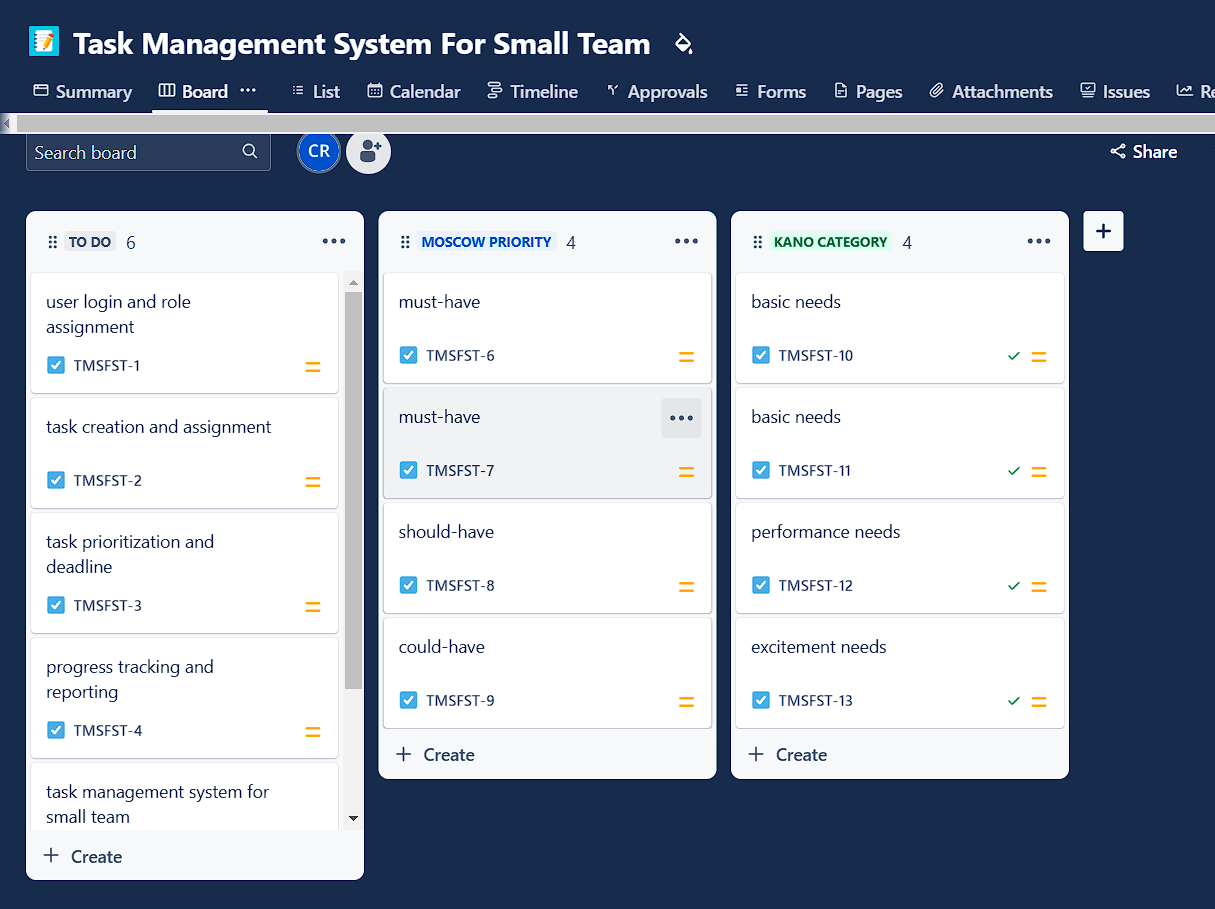 Task Management System For Small Team
Summary Board List Calendar Timeline Approvals Forms Pages Attachments Issues Re
Search board CR Share
TO DO 6
user login and role
assignment
TMSFST-1
task creation and assignment
TMSFST-2
task prioritization and
deadline
TMSFST-3
progress tracking and
reporting
TMSFST-4
task management system for
small team
Create
MOSCOW PRIORITY 4
must-have
TMSFST-6
must-have
TMSFST-7
should-have
TMSFST-8
could-have
TMSFST-9
Create
KANO CATEGORY 4
basic needs
TMSFST-10
basic needs
TMSFST-11
performance needs
TMSFST-12
excitement needs
TMSFST-13
Create